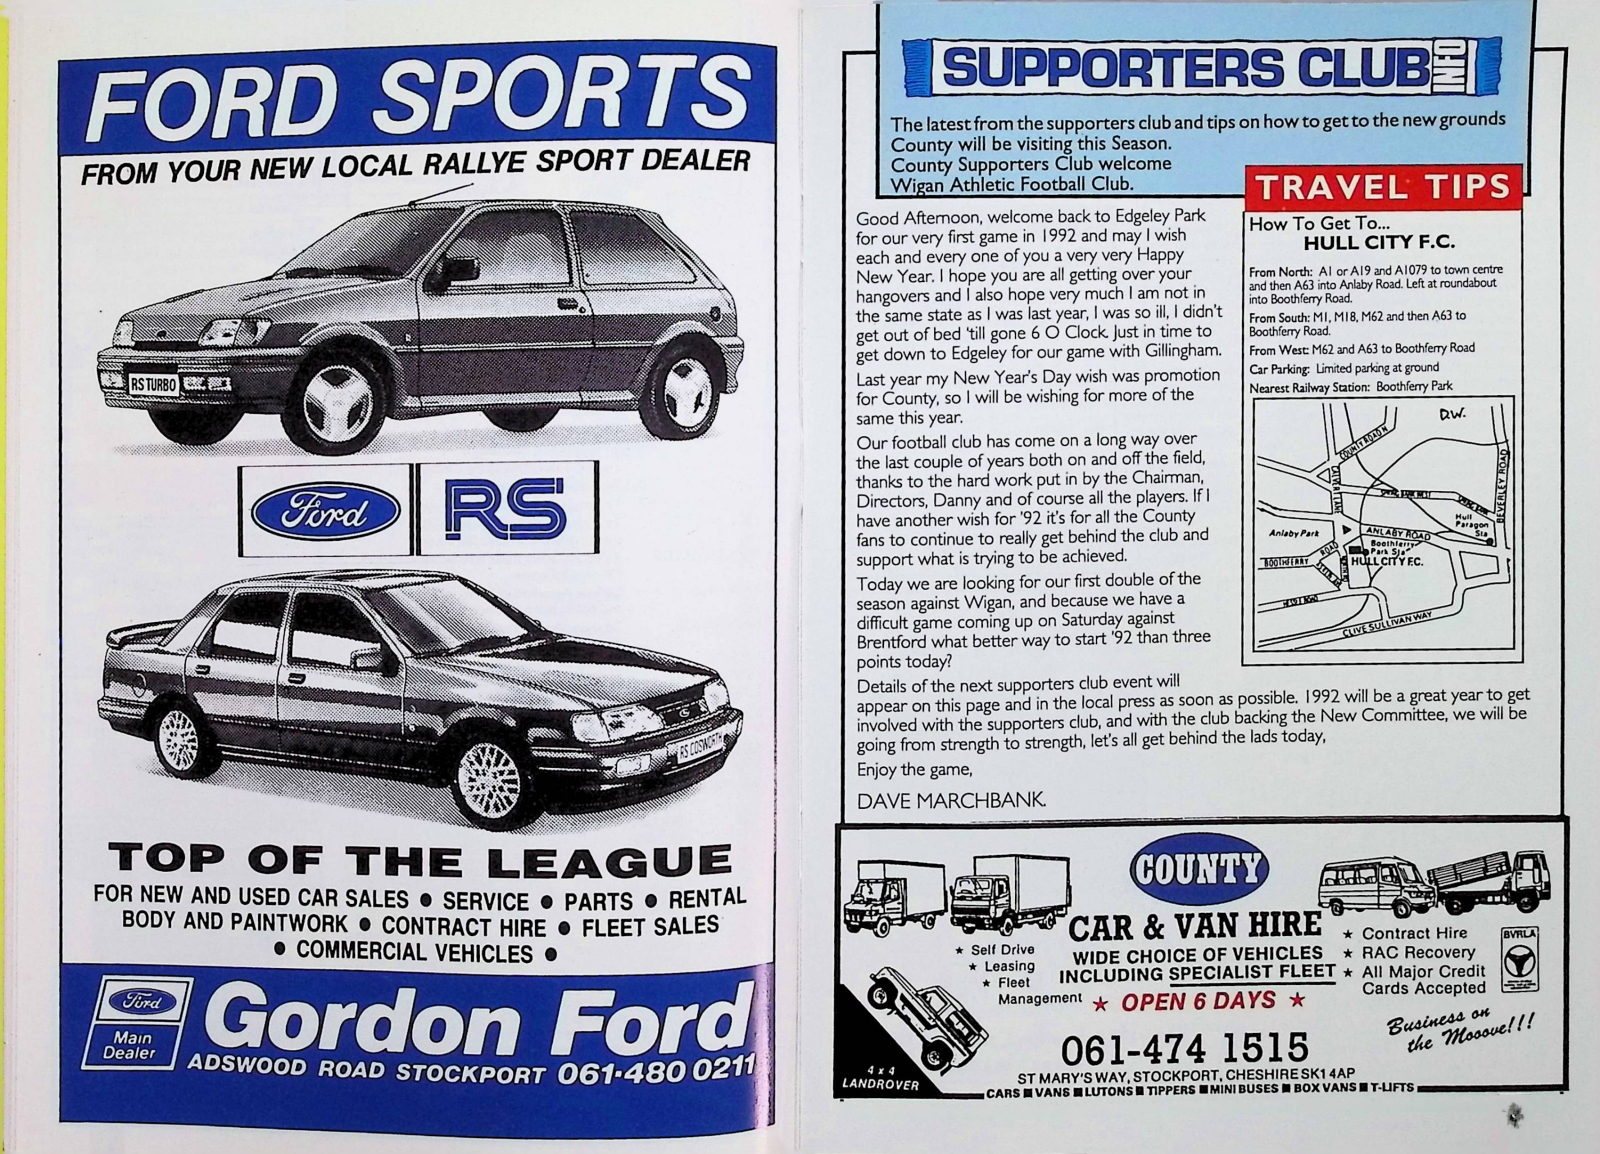 FORD SPORTS
FROM YOUR NEW LOCAL RALLYE SPORT DEALER
RS TURBO
Ford
RS
RS COSWORTH
TOP OF THE LEAGUE
FOR NEW AND USED CAR SALES ● SERVICE ● PARTS ● RENTAL
BODY AND PAINTWORK ● CONTRACT HIRE ● FLEET SALES
● COMMERCIAL VEHICLES ●
Ford
Main
Dealer
Gordon Ford
ADSWOOD ROAD STOCKPORT 061·480 0211
SUPPORTERS CLUB INFO
The latest from the supporters club and tips on how to get to the new grounds
County will be visiting this Season.
County Supporters Club welcome
Wigan Athletic Football Club.
Good Afternoon, welcome back to Edgeley Park
for our very first game in 1992 and may I wish
each and every one of you a very very Happy
New Year. I hope you are all getting over your
hangovers and I also hope very much I am not in
the same state as I was last year, I was so ill, I didn't
get out of bed 'till gone 6 O Clock. Just in time to
get down to Edgeley for our game with Gillingham.
Last year my New Year's Day wish was promotion
for County, so I will be wishing for more of the
same this year.
Our football club has come on a long way over
the last couple of years both on and off the field,
thanks to the hard work put in by the Chairman,
Directors, Danny and of course all the players. If I
have another wish for '92 it's for all the County
fans to continue to really get behind the club and
support what is trying to be achieved.
Today we are looking for our first double of the
season against Wigan, and because we have a
difficult game coming up on Saturday against
Brentford what better way to start '92 than three
points today?
Details of the next supporters club event will
appear on this page and in the local press as soon as possible. 1992 will be a great year to get
involved with the supporters club, and with the club backing the New Committee, we will be
going from strength to strength, let's all get behind the lads today,
Enjoy the game,
DAVE MARCHBANK.
TRAVEL TIPS
How To Get To...
HULL CITY F.C.
From North: A1 or A19 and A1079 to town centre
and then A63 into Anlaby Road. Left at roundabout
into Boothferry Road.
From South: M1, M18, M62 and then A63 to
Boothferry Road.
From West: M62 and A63 to Boothferry Road
Car Parking: Limited parking at ground
Nearest Railway Station: Boothferry Park
D.W.
COUNTY ROAD N
CALVERT LANE
SPRING BANK WEST
SPRING BANK
BEVERLEY ROAD
Hull
Paragon
Sta
Anlaby Park
ANLABY ROAD
Boothferry
Park Sta
HULL CITY F.C.
BOOTHFERRY
ROAD
CLIVE SULLIVAN WAY
COUNTY
CAR & VAN HIRE
WIDE CHOICE OF VEHICLES
INCLUDING SPECIALIST FLEET
★ OPEN 6 DAYS ★
★ Self Drive
★ Leasing
★ Fleet
Management
★ Contract Hire
★ RAC Recovery
★ All Major Credit
Cards Accepted
BVRLA
Business on
the Mooove!!!
061-474 1515
4 x 4
LANDROVER
ST MARY'S WAY, STOCKPORT, CHESHIRE SK1 4AP
CARS ■ VANS ■ LUTONS ■ TIPPERS ■ MINI BUSES ■ BOX VANS ■ T-LIFTS